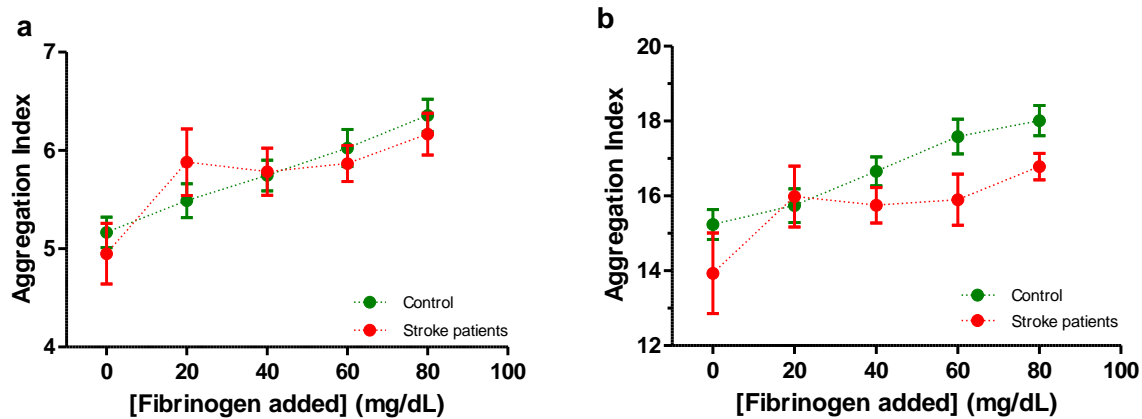 a
Aggregation Index
7
6
5
4
0 20 40 60 80 100
[Fibrinogen added] (mg/dL)
Control
Stroke patients
b
Aggregation Index
20
18
16
14
12
0 20 40 60 80 100
[Fibrinogen added] (mg/dL)
Control
Stroke patients